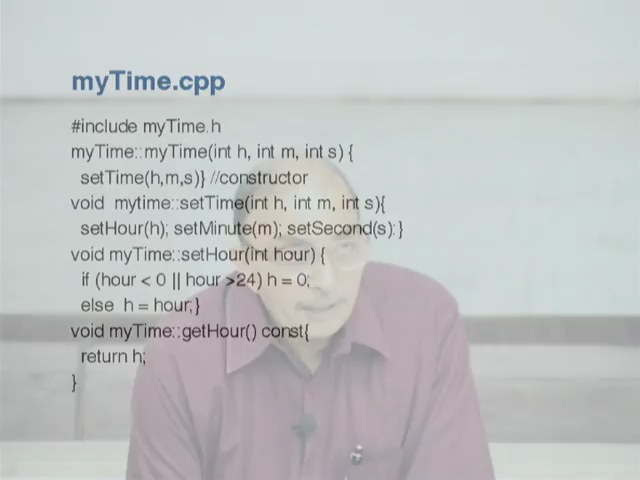 myTime.cpp
#include myTime.h
myTime::myTime(int h, int m, int s) {
setTime(h,m,s)} //constructor
void mytime::setTime(int h, int m, int s){
setHour(h); setMinute(m); setSecond(s):}
void myTime::setHour(int hour) {
if (hour < 0 || hour >24) h = 0;
else h = hour;}
void myTime::getHour() const{
return h;
}